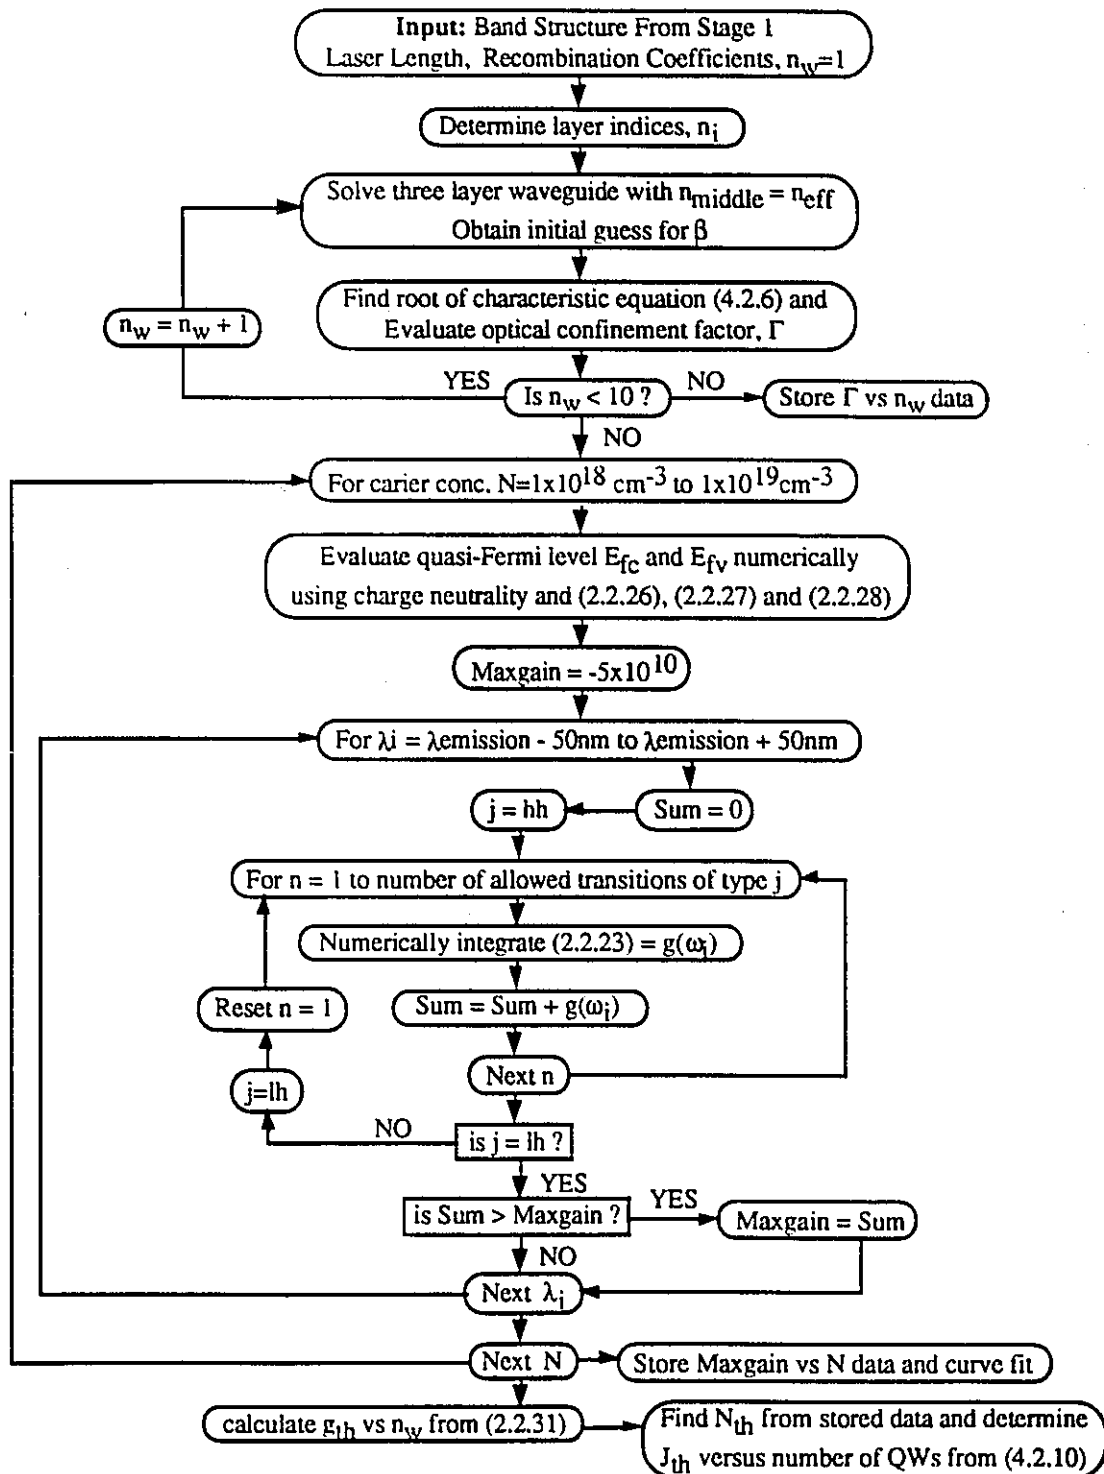 Input: Band Structure From Stage 1
Laser Length, Recombination Coefficients, n_w=1
Determine layer indices, n_i
Solve three layer waveguide with n_middle = n_eff
Obtain initial guess for β
Find root of characteristic equation (4.2.6) and
Evaluate optical confinement factor, Γ
n_w = n_w + 1
YES
Is n_w < 10 ?
NO
Store Γ vs n_w data
NO
For carier conc. N=1x10^18 cm^-3 to 1x10^19cm^-3
Evaluate quasi-Fermi level E_fc and E_fv numerically
using charge neutrality and (2.2.26), (2.2.27) and (2.2.28)
Maxgain = -5x10^10
For λi = λemission - 50nm to λemission + 50nm
j = hh
Sum = 0
For n = 1 to number of allowed transitions of type j
Numerically integrate (2.2.23) = g(ω_i)
Reset n = 1
Sum = Sum + g(ω_i)
Next n
j=lh
NO
is j = lh ?
YES
is Sum > Maxgain ?
YES
Maxgain = Sum
NO
Next λ_i
Next N
Store Maxgain vs N data and curve fit
calculate g_th vs n_w from (2.2.31)
Find N_th from stored data and determine
J_th versus number of QWs from (4.2.10)